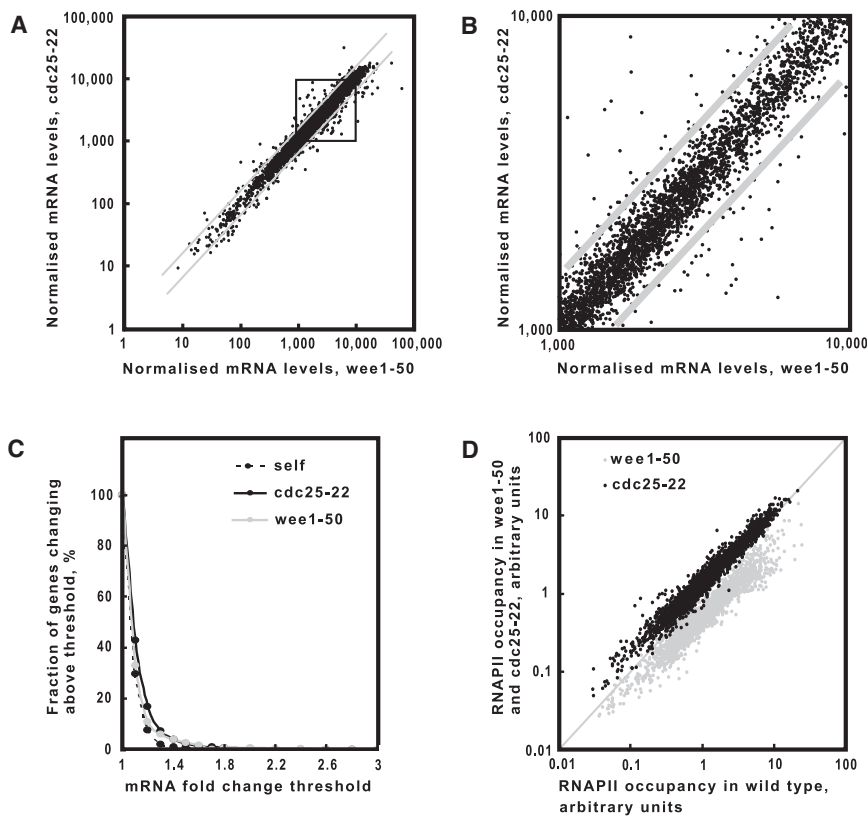 A
100,000
10,000
1,000
100
10
1
Normalised mRNA levels, cdc25-22
1 10 100 1,000 10,000 100,000
Normalised mRNA levels, wee1-50
B
10,000
1,000
Normalised mRNA levels, cdc25-22
1,000 10,000
Normalised mRNA levels, wee1-50
C
self
cdc25-22
wee1-50
100
80
60
40
20
0
Fraction of genes changing
above threshold, %
1 1.4 1.8 2.2 2.6 3
mRNA fold change threshold
D
wee1-50
cdc25-22
100
10
1
0.1
0.01
RNAPII occupancy in wee1-50
and cdc25-22, arbitrary units
0.01 0.1 1 10 100
RNAPII occupancy in wild type,
arbitrary units